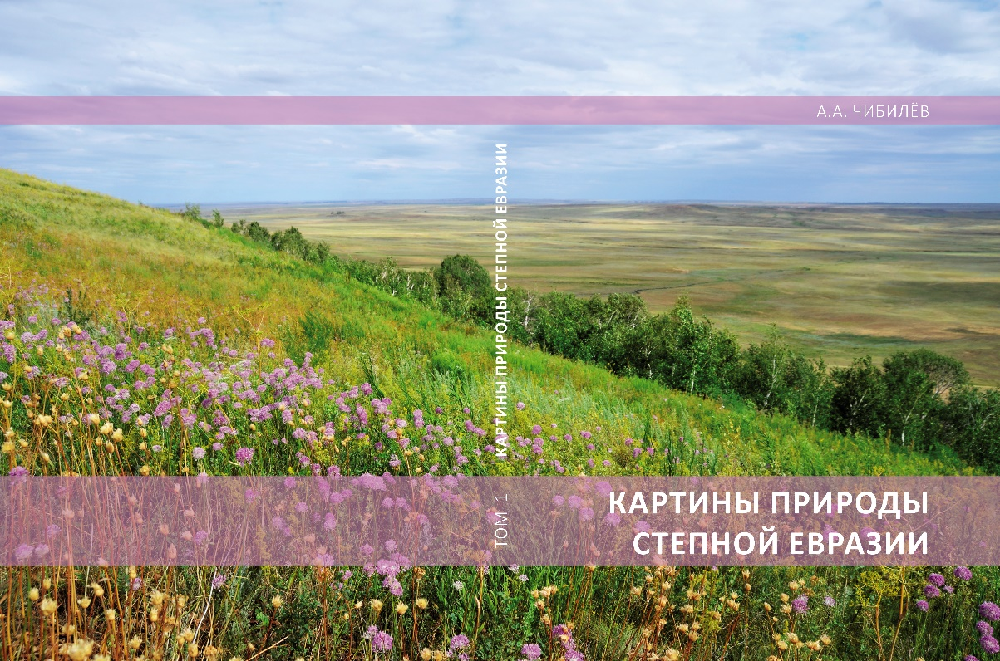 А.А. ЧИБИЛЁВ
КАРТИНЫ ПРИРОДЫ СТЕПНОЙ ЕВРАЗИИ
ТОМ 1
КАРТИНЫ ПРИРОДЫ
СТЕПНОЙ ЕВРАЗИИ